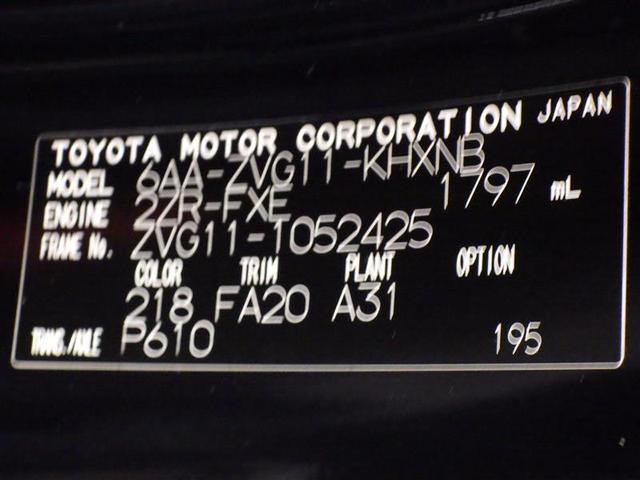 TOYOTA MOTOR CORPORATION JAPAN
MODEL 6AA-ZVG11-KHXNB
ENGINE 2ZR-FXE 1797 mL
FRAME No. ZVG11-1052425
COLOR TRIM PLANT OPTION
218 FA20 A31
TRANS./AXLE P610 195